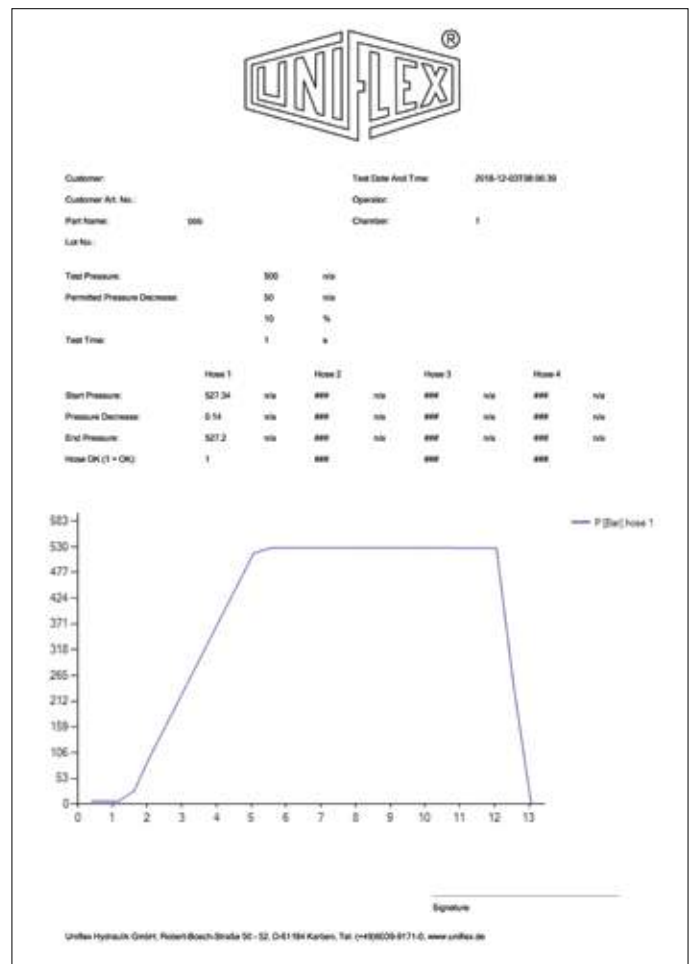 UNIFLEX ®
Customer: Test Date And Time: 2018-12-03T08:06:39
Customer Art. No.: Operator:
Part Name: 000 Chamber: 1
Lot No.:
Test Pressure: 500 n/a
Permitted Pressure Decrease: 50 n/a
10 %
Test Time: 1 s
Hose 1 Hose 2 Hose 3 Hose 4
Start Pressure: 527.34 n/a ### n/a ### n/a ### n/a
Pressure Decrease: 0.14 n/a ### n/a ### n/a ### n/a
End Pressure: 527.2 n/a ### n/a ### n/a ### n/a
Hose OK (1 = OK): 1 ### ### ###
583
P [Bar] hose 1
530
477
424
371
318
265
212
159
106
53
0
0 1 2 3 4 5 6 7 8 9 10 11 12 13
Signature
Uniflex Hydraulik GmbH, Robert-Bosch-Straße 50 - 52, D-61184 Karben, Tel: (+49)6039-9171-0, www.uniflex.de